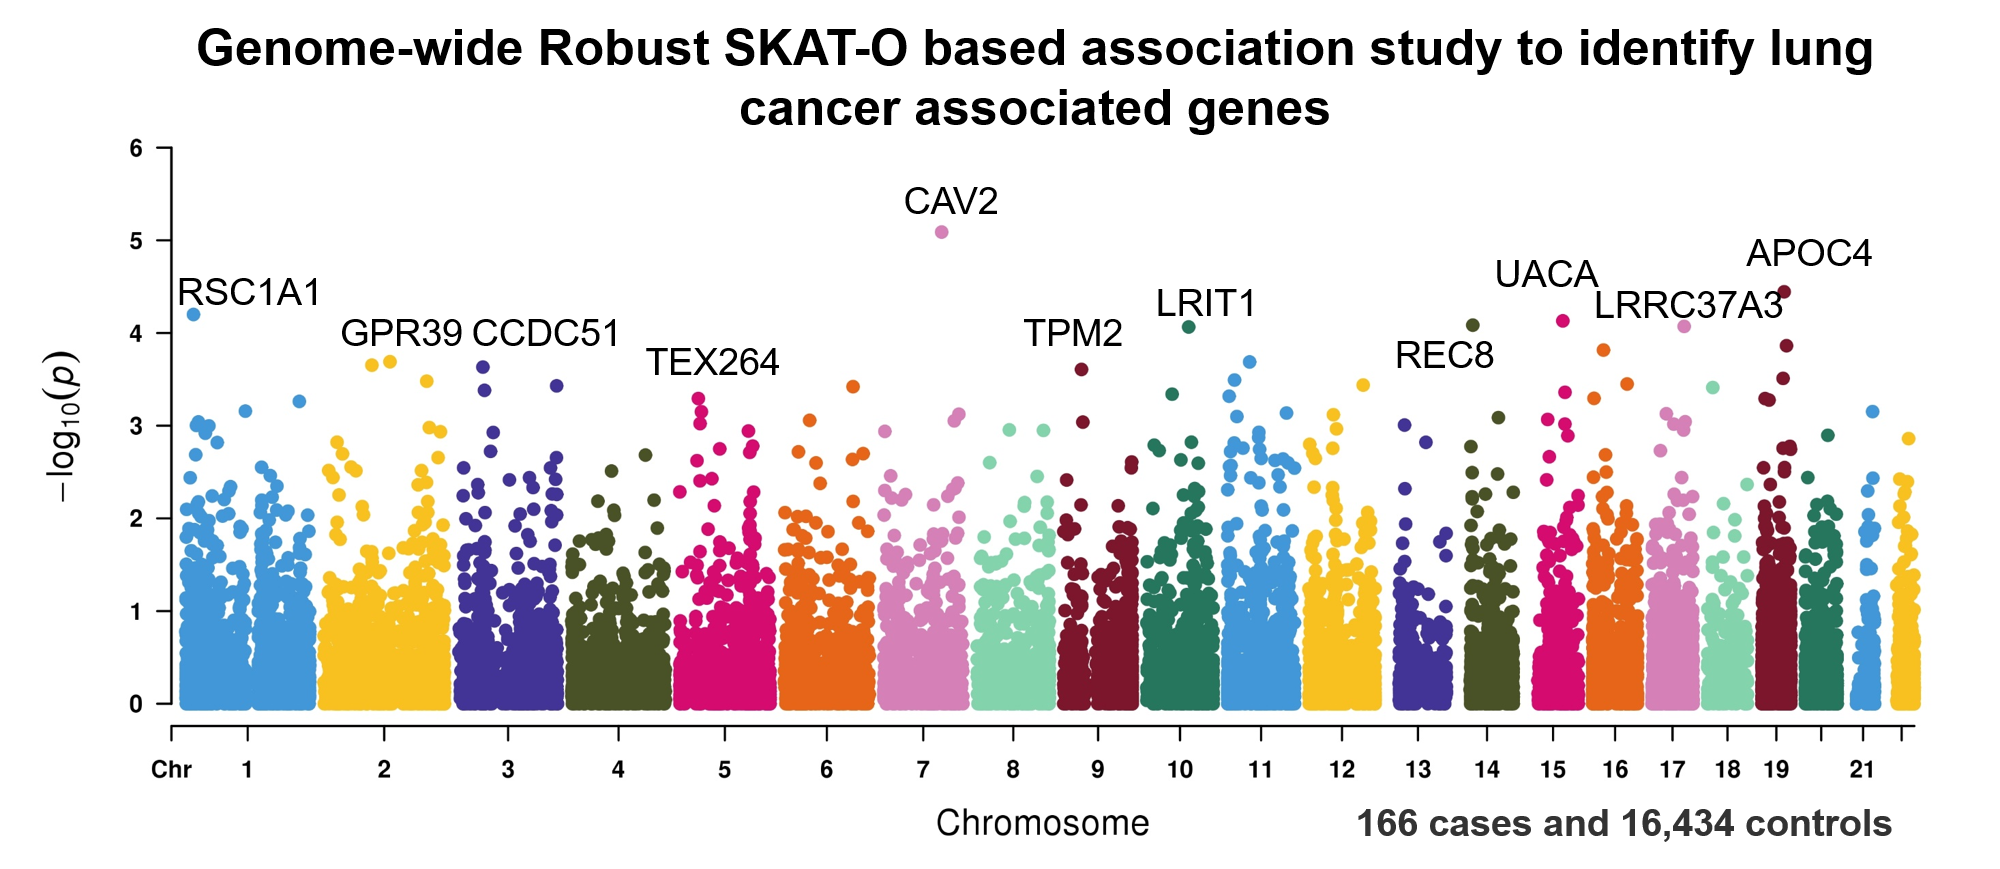 Genome-wide Robust SKAT-O based association study to identify lung
cancer associated genes
6
5
4
3
2
1
0
−log10(p)
CAV2
APOC4
UACA
RSC1A1
LRIT1
LRRC37A3
GPR39 CCDC51
TPM2
REC8
TEX264
Chr 1 2 3 4 5 6 7 8 9 10 11 12 13 14 15 16 17 18 19 21
Chromosome
166 cases and 16,434 controls